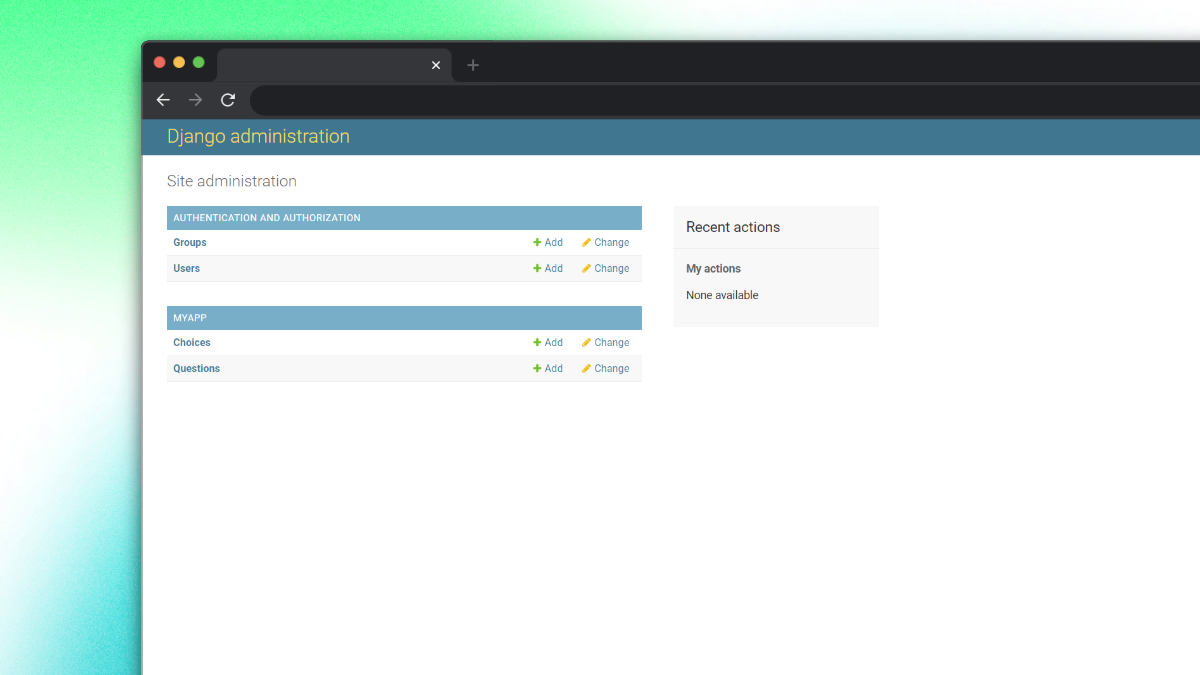 Django administration
Site administration
AUTHENTICATION AND AUTHORIZATION
Groups Add Change
Users Add Change
MYAPP
Choices Add Change
Questions Add Change
Recent actions
My actions
None available